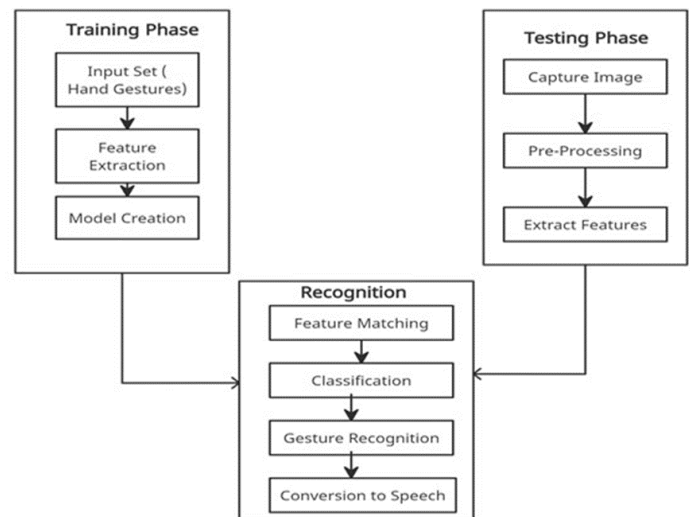 Training Phase
Input Set (
Hand Gestures)
Feature
Extraction
Model Creation
Testing Phase
Capture Image
Pre-Processing
Extract Features
Recognition
Feature Matching
Classification
Gesture Recognition
Conversion to Speech